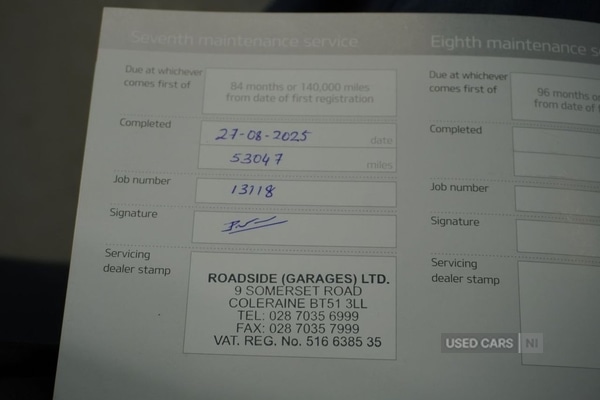 Seventh maintenance service
Due at whichever
comes first of
84 months or 140,000 miles
from date of first registration
Completed
27-08-2025 date
53047 miles
Job number
13118
Signature
Servicing
dealer stamp
ROADSIDE (GARAGES) LTD.
9 SOMERSET ROAD
COLERAINE BT51 3LL
TEL: 028 7035 6999
FAX: 028 7035 7999
VAT. REG. No. 516 6385 35
Eighth maintenance
Due at whichever
comes first of
96 months
from date of
Completed
Job number
Signature
Servicing
dealer stamp
USED CARS NI